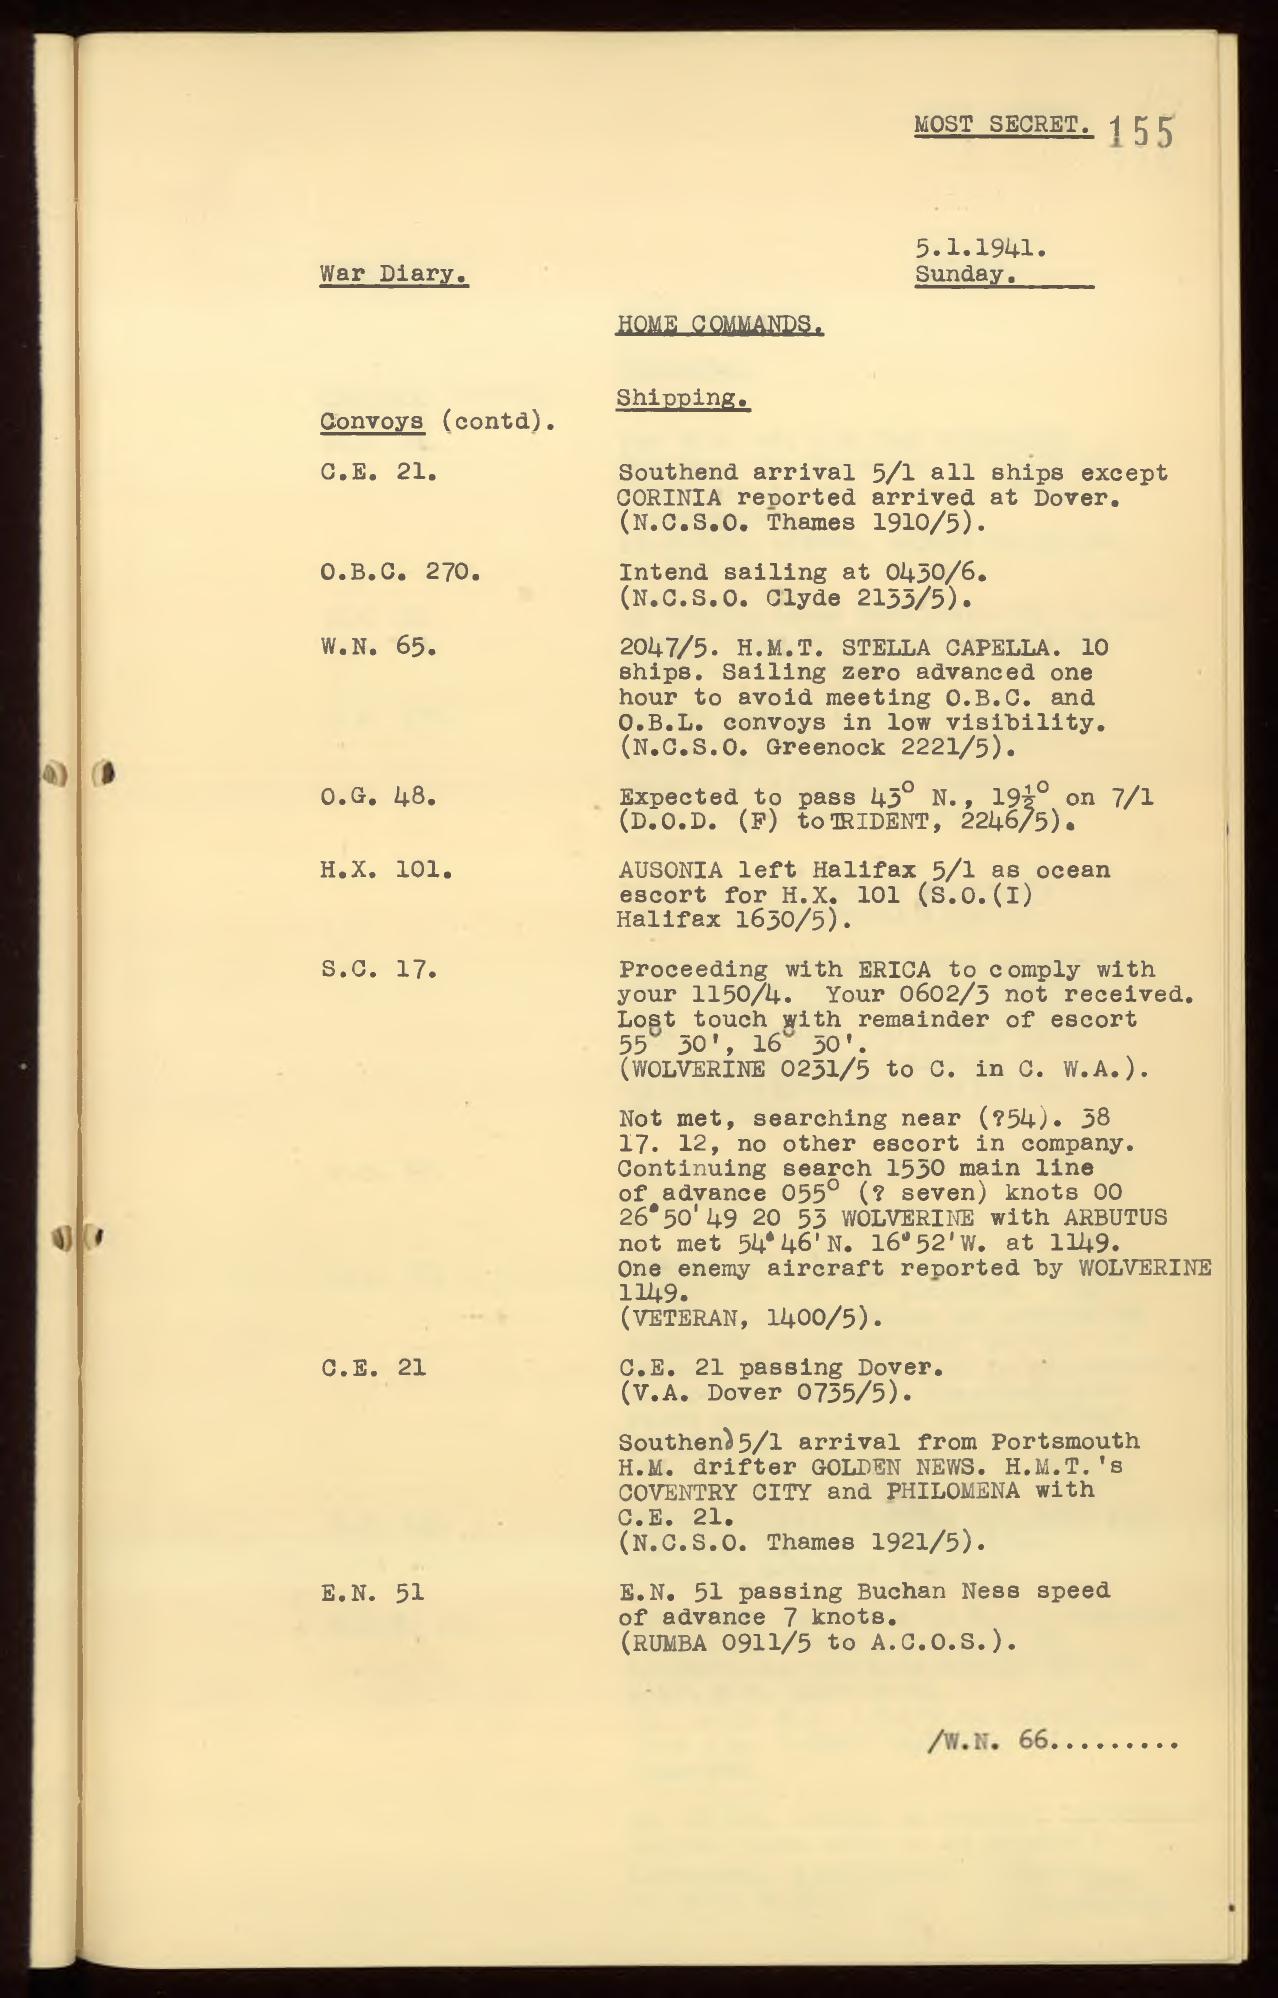 MOST SECRET. 155
5.1.1941.
War Diary. Sunday.
HOME COMMANDS.
Shipping.
Convoys (contd).
C.E. 21. Southend arrival 5/1 all ships except
CORINIA reported arrived at Dover.
(N.C.S.O. Thames 1910/5).
O.B.C. 270. Intend sailing at 0430/6.
(N.C.S.O. Clyde 2133/5).
W.N. 65. 2047/5. H.M.T. STELLA CAPELLA. 10
ships. Sailing zero advanced one
hour to avoid meeting O.B.C. and
O.B.L. convoys in low visibility.
(N.C.S.O. Greenock 2221/5).
O.G. 48. Expected to pass 43° N., 19½° on 7/1
(D.O.D. (F) to TRIDENT, 2246/5).
H.X. 101. AUSONIA left Halifax 5/1 as ocean
escort for H.X. 101 (S.O.(I)
Halifax 1630/5).
S.C. 17. Proceeding with ERICA to comply with
your 1150/4. Your 0602/3 not received.
Lost touch with remainder of escort
55° 30', 16° 30'.
(WOLVERINE 0231/5 to C. in C. W.A.).
Not met, searching near (?54). 38
17. 12, no other escort in company.
Continuing search 1530 main line
of advance 055° (? seven) knots 00
26°50'49 20 53 WOLVERINE with ARBUTUS
not met 54°46'N. 16°52'W. at 1149.
One enemy aircraft reported by WOLVERINE
1149.
(VETERAN, 1400/5).
C.E. 21 C.E. 21 passing Dover.
(V.A. Dover 0735/5).
Southend 5/1 arrival from Portsmouth
H.M. drifter GOLDEN NEWS. H.M.T.'s
COVENTRY CITY and PHILOMENA with
C.E. 21.
(N.C.S.O. Thames 1921/5).
E.N. 51 E.N. 51 passing Buchan Ness speed
of advance 7 knots.
(RUMBA 0911/5 to A.C.O.S.).
/W.N. 66.........